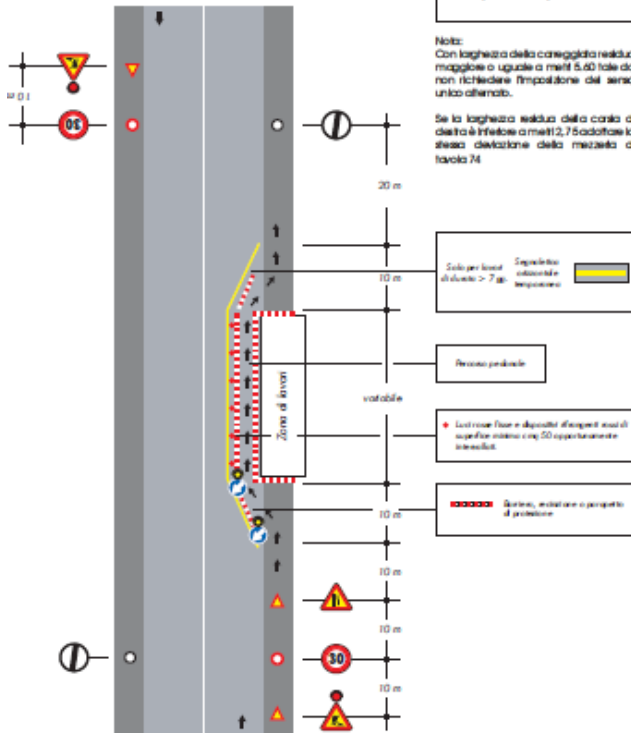 Nota:
Con larghezza della carreggiata residua
maggiore o uguale a metri 5.60 tale da
non richiedere l'imposizione del senso
unico alternato.
Se la larghezza residua della corsia di
destra è inferiore a metri 2,75 adottare la
stessa deviazione della mezzeria di
tavola 74
10 m
30
20 m
10 m
Solo per lavori
di durata > 7 gg.
Segnaletica
orizzontale
temporanea
Zona di lavori
Percorso pedonale
variabile
Luci rosse fisse e dispositivi rifrangenti rossi di
superficie minima cmq 50 opportunamente
intervallati.
10 m
Barriera, recinzione o parapetto
di protezione
10 m
10 m
30
10 m